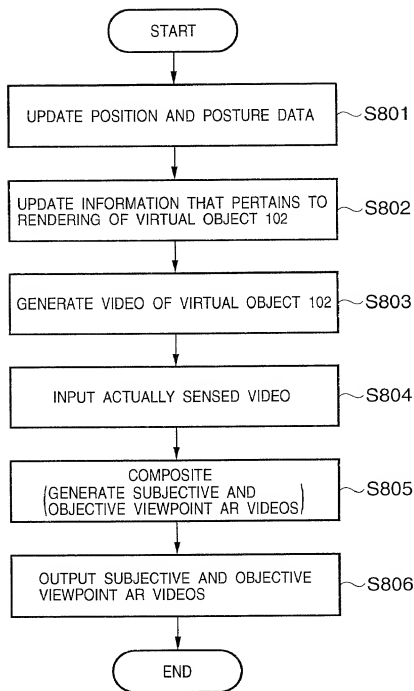 START
UPDATE POSITION AND POSTURE DATA
S801
UPDATE INFORMATION THAT PERTAINS TO
RENDERING OF VIRTUAL OBJECT 102
S802
GENERATE VIDEO OF VIRTUAL OBJECT 102
S803
INPUT ACTUALLY SENSED VIDEO
S804
COMPOSITE
(GENERATE SUBJECTIVE AND
OBJECTIVE VIEWPOINT AR VIDEOS)
S805
OUTPUT SUBJECTIVE AND OBJECTIVE
VIEWPOINT AR VIDEOS
S806
END